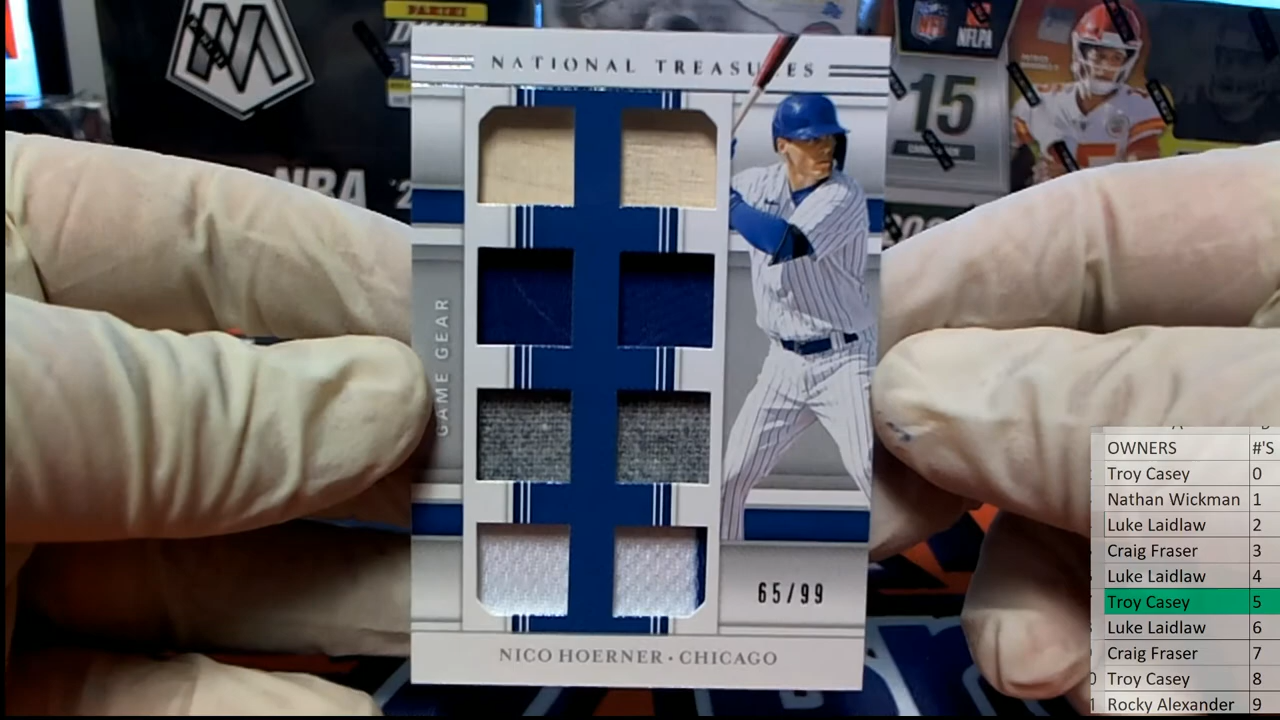 PANINI
NFL
NFLPA
15
NBA
NATIONAL TREASURES
GAME GEAR
65/99
NICO HOERNER • CHICAGO
OWNERS #'S
Troy Casey 0
Nathan Wickman 1
Luke Laidlaw 2
Craig Fraser 3
Luke Laidlaw 4
Troy Casey 5
Luke Laidlaw 6
Craig Fraser 7
Troy Casey 8
Rocky Alexander 9